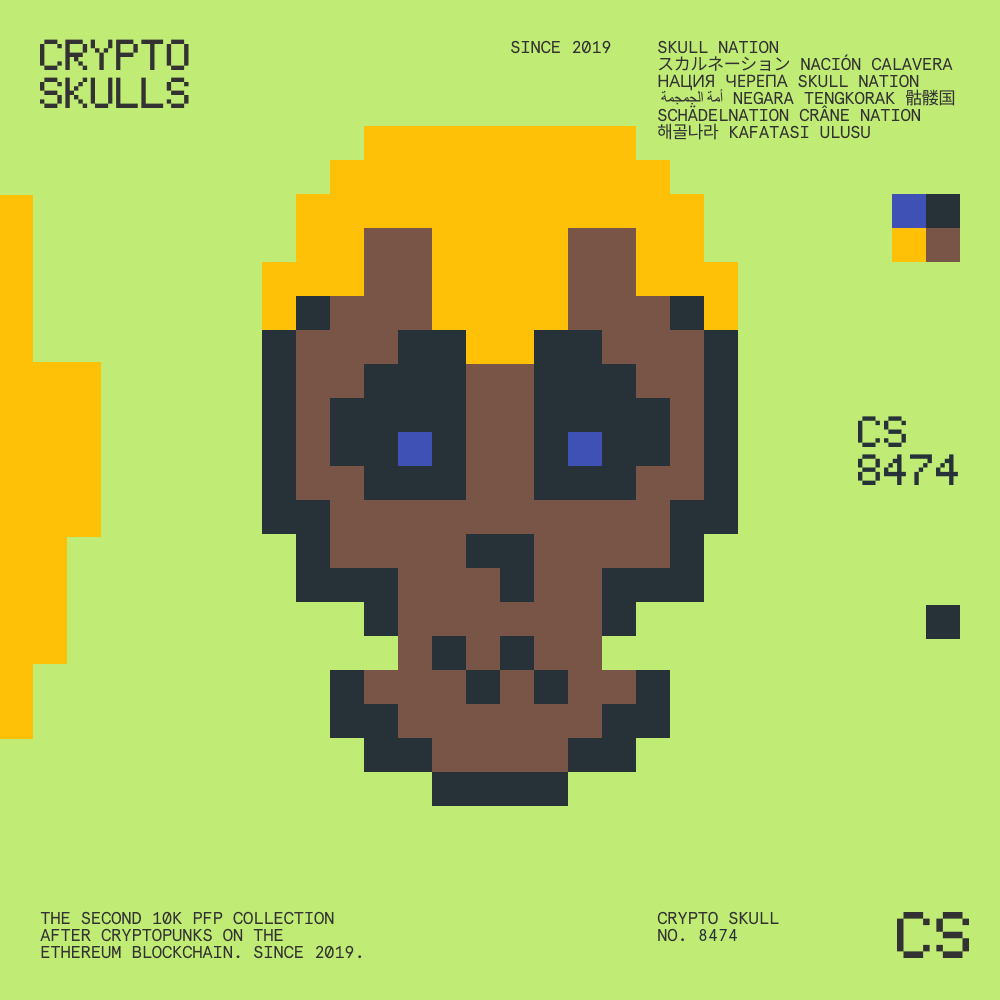 CRYPTO
SKULLS
SINCE 2019
SKULL NATION
スカルネーション NACIÓN CALAVERA
НАЦИЯ ЧЕРЕПА SKULL NATION
أمة الجمجمة NEGARA TENGKORAK 骷髅国
SCHÄDELNATION CRÂNE NATION
해골나라 KAFATASI ULUSU
CS
8474
THE SECOND 10K PFP COLLECTION
AFTER CRYPTOPUNKS ON THE
ETHEREUM BLOCKCHAIN. SINCE 2019.
CRYPTO SKULL
NO. 8474
CS